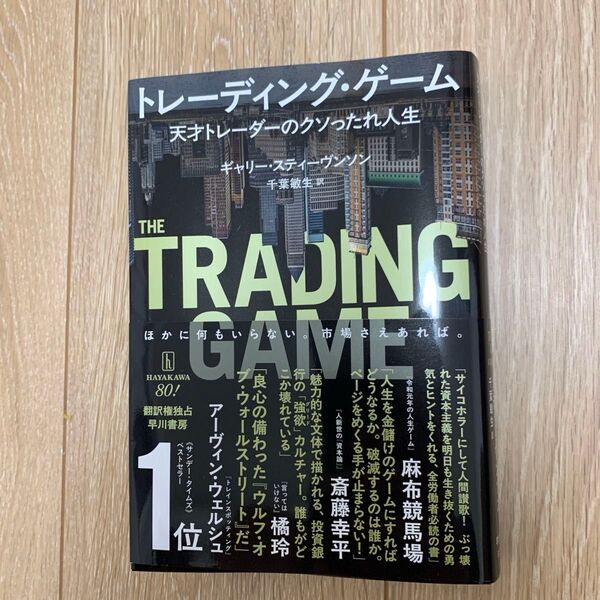 トレーディング・ゲーム
天才トレーダーのクソったれ人生
ギャリー・スティーヴンソン
千葉敏生 訳
THE
TRADING
GAME
ほかに何もいらない。市場さえあれば。
h
HAYAKAWA
80!
翻訳権独占
早川書房
「サイコホラーにして人間讃歌！ぶっ壊
れた資本主義を明日も生き抜くための勇
気とヒントをくれる、全労働者必読の書」
『令和元年の人生ゲーム』
麻布競馬場
「人生を金儲けのゲームにすれば
どうなるか。破滅するのは誰か。
ページをめくる手が止まらない！」
『人新世の「資本論」』
斎藤幸平
「魅力的な文体で描かれる、投資銀
行の「強欲」カルチャー。誰もがど
こか壊れている」
『言ってはいけない』
橘玲
「良心の備わった『ウルフ・オ
ブ・ウォールストリート』だ」
『トレインスポッティング』
アーヴィン・ウェルシュ
《サンデー・タイムズ》
ベストセラー
1位